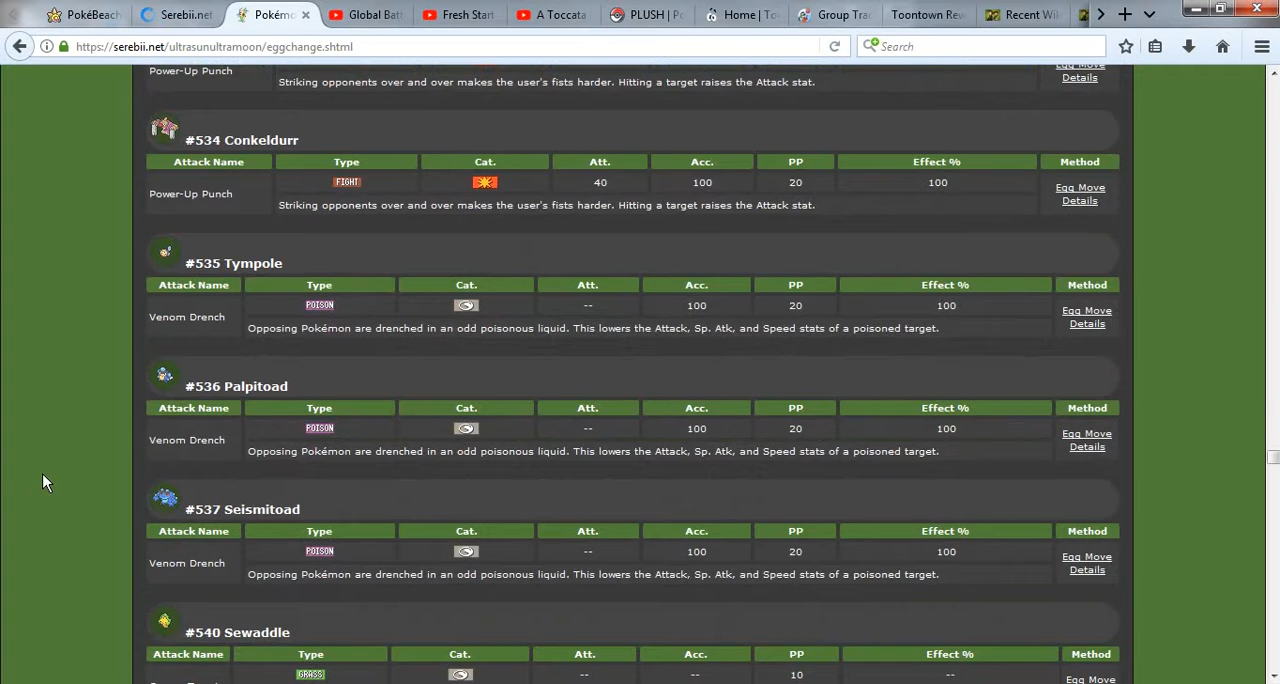 PokéBeach
Serebii.net
Pokémo
Global Bat
Fresh Start
A Toccata
PLUSH | Po
Home | To
Group Tra
Toontown Rew
Recent Wil
https://serebii.net/ultrasunultramoon/eggchange.shtml
Search
Power-Up Punch
Egg Move
Details
Striking opponents over and over makes the user's fists harder. Hitting a target raises the Attack stat.
#534 Conkeldurr
Attack Name Type Cat. Att. Acc. PP Effect % Method
Power-Up Punch FIGHT 40 100 20 100 Egg Move
Details
Striking opponents over and over makes the user's fists harder. Hitting a target raises the Attack stat.
#535 Tympole
Attack Name Type Cat. Att. Acc. PP Effect % Method
Venom Drench POISON -- 100 20 100 Egg Move
Details
Opposing Pokémon are drenched in an odd poisonous liquid. This lowers the Attack, Sp. Atk, and Speed stats of a poisoned target.
#536 Palpitoad
Attack Name Type Cat. Att. Acc. PP Effect % Method
Venom Drench POISON -- 100 20 100 Egg Move
Details
Opposing Pokémon are drenched in an odd poisonous liquid. This lowers the Attack, Sp. Atk, and Speed stats of a poisoned target.
#537 Seismitoad
Attack Name Type Cat. Att. Acc. PP Effect % Method
Venom Drench POISON -- 100 20 100 Egg Move
Details
Opposing Pokémon are drenched in an odd poisonous liquid. This lowers the Attack, Sp. Atk, and Speed stats of a poisoned target.
#540 Sewaddle
Attack Name Type Cat. Att. Acc. PP Effect % Method
GRASS -- -- 10 -- Egg Move